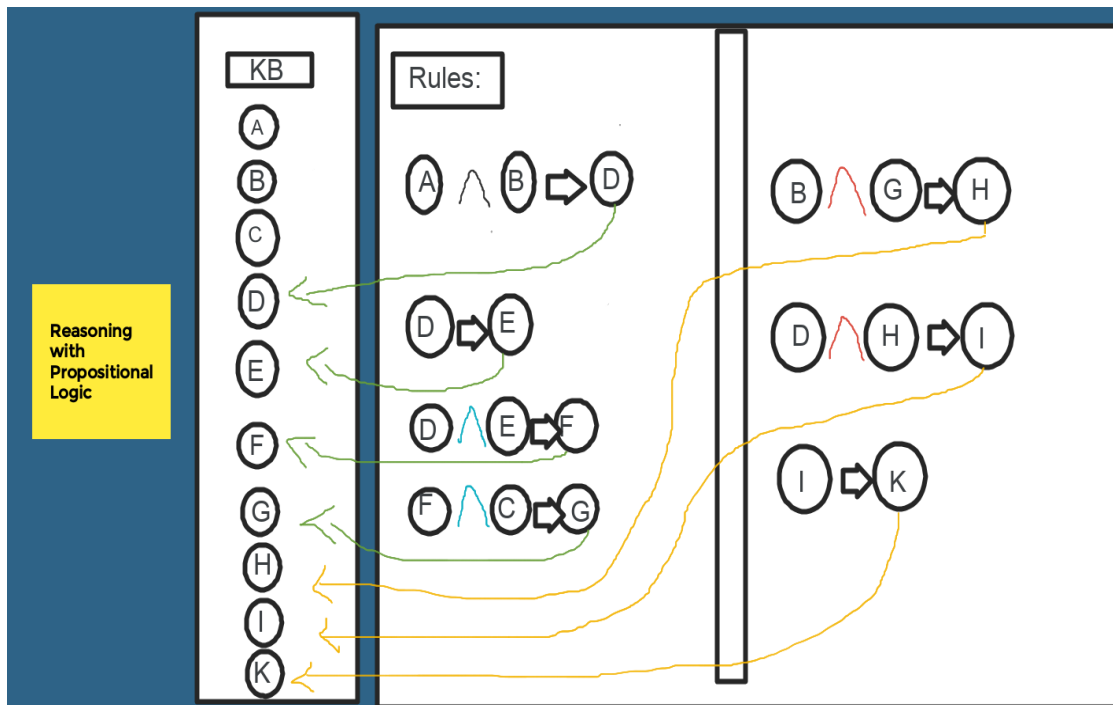 Reasoning
with
Propositional
Logic
KB
A
B
C
D
E
F
G
H
I
K
Rules:
A ∧ B ⇨ D
D ⇨ E
D ∧ E ⇨ F
F ∧ C ⇨ G
B ∧ G ⇨ H
D ∧ H ⇨ I
I ⇨ K